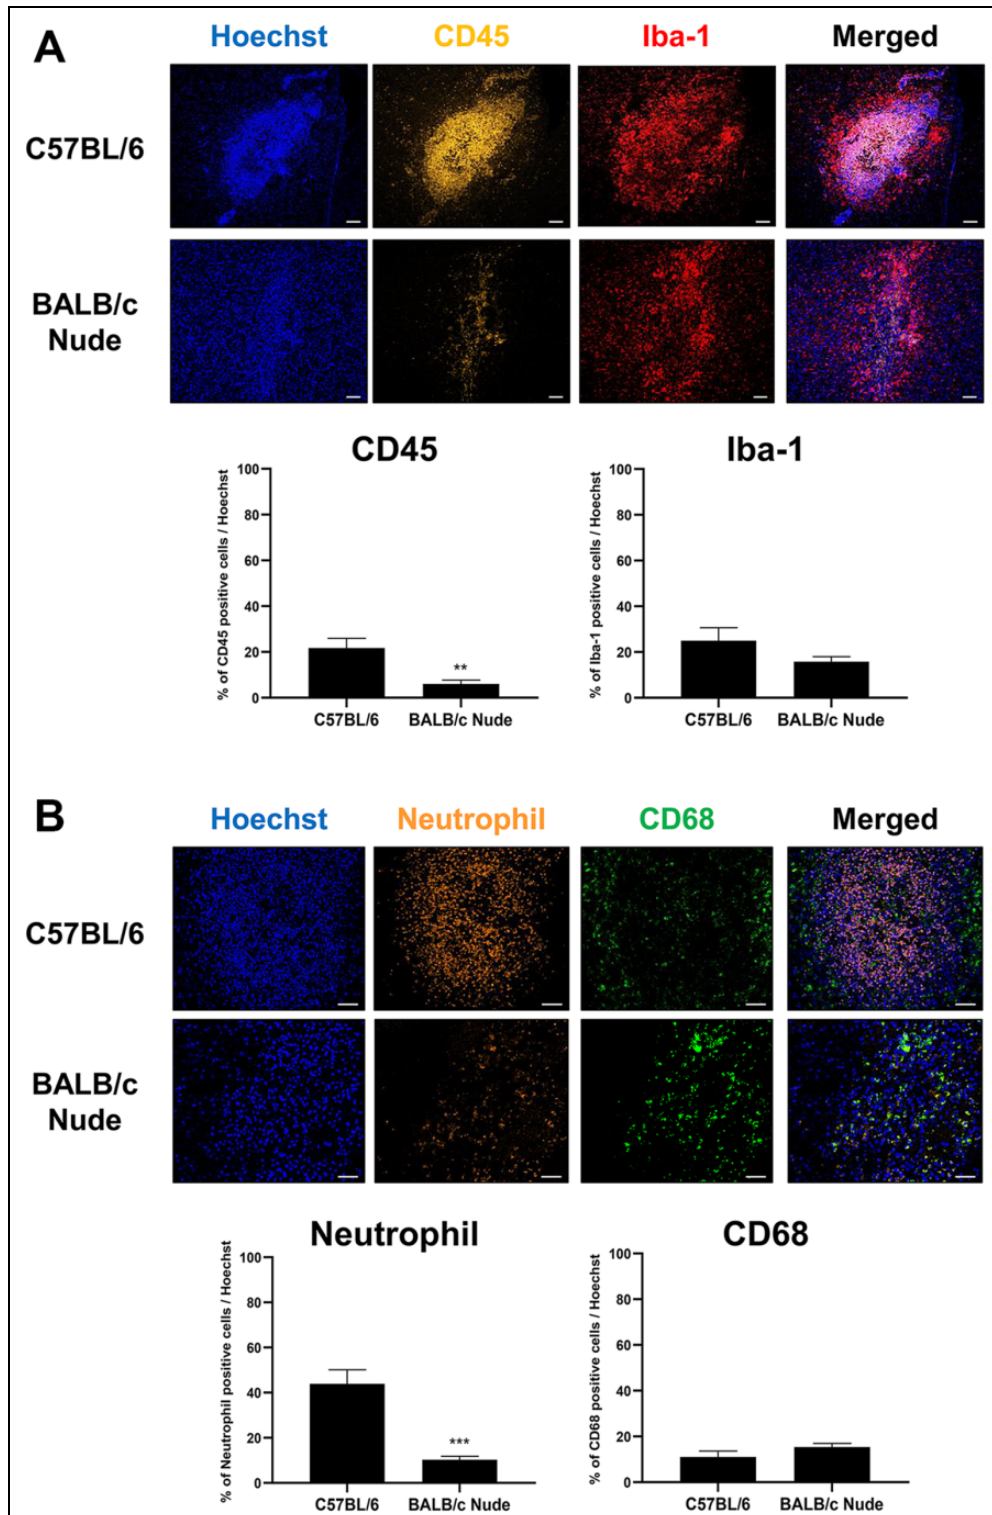 A
Hoechst CD45 Iba-1 Merged
C57BL/6
BALB/c
Nude
CD45
% of CD45 positive cells / Hoechst
100
80
60
40
20
0
**
C57BL/6 BALB/c Nude
Iba-1
% of Iba-1 positive cells / Hoechst
100
80
60
40
20
0
C57BL/6 BALB/c Nude
B
Hoechst Neutrophil CD68 Merged
C57BL/6
BALB/c
Nude
Neutrophil
% of Neutrophil positive cells / Hoechst
100
80
60
40
20
0
***
C57BL/6 BALB/c Nude
CD68
% of CD68 positive cells / Hoechst
100
80
60
40
20
0
C57BL/6 BALB/c Nude